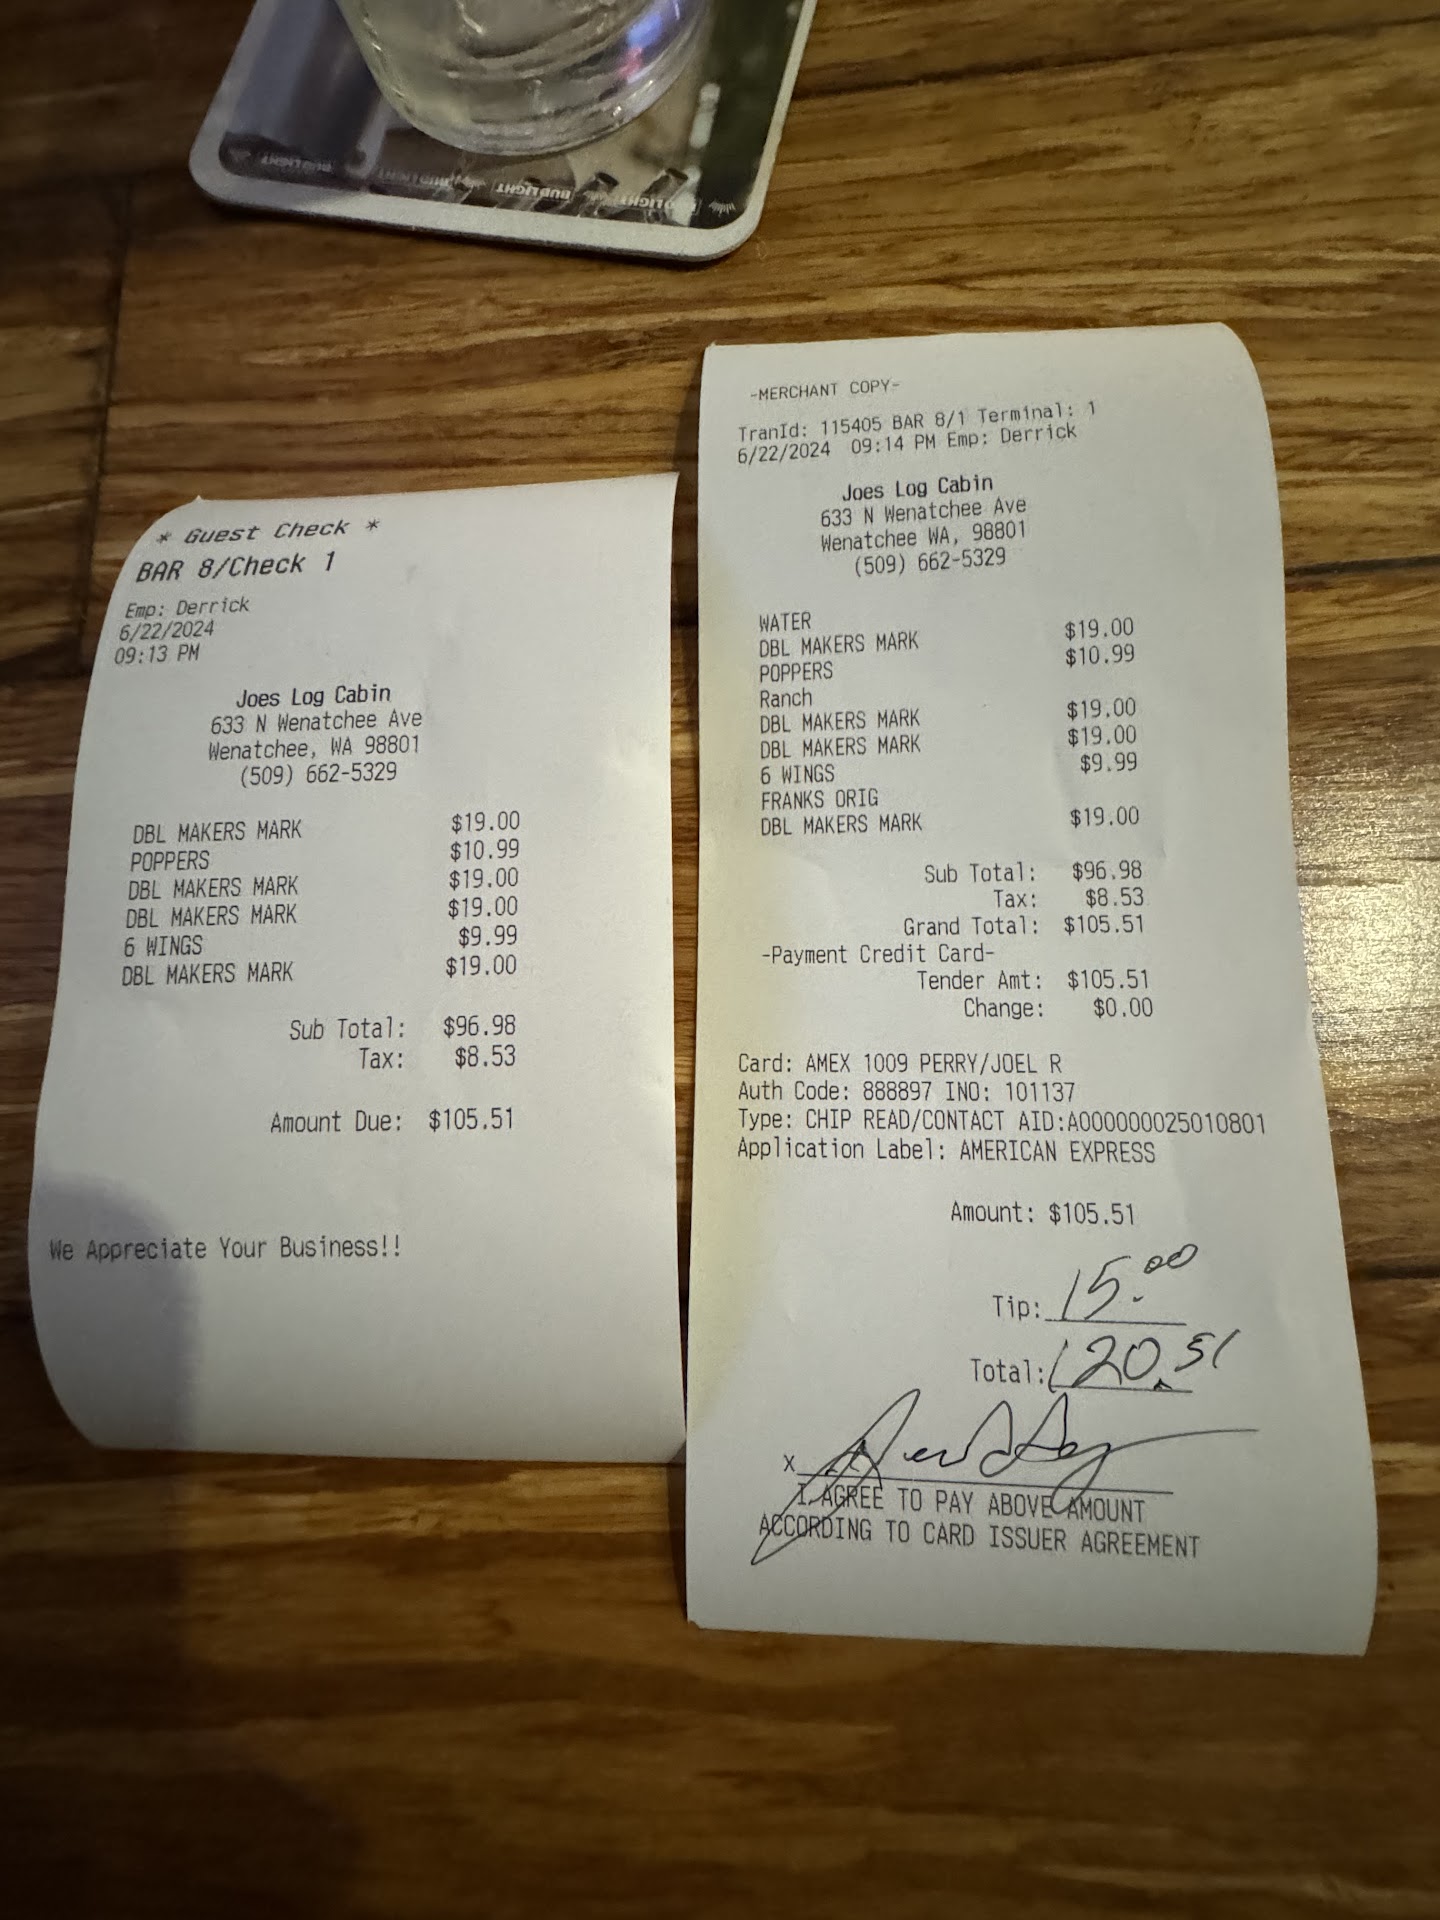 BUD LIGHT
* Guest Check *
BAR 8/Check 1
Emp: Derrick
6/22/2024
09:13 PM
Joes Log Cabin
633 N Wenatchee Ave
Wenatchee, WA 98801
(509) 662-5329
DBL MAKERS MARK $19.00
POPPERS $10.99
DBL MAKERS MARK $19.00
DBL MAKERS MARK $19.00
6 WINGS $9.99
DBL MAKERS MARK $19.00
Sub Total: $96.98
Tax: $8.53
Amount Due: $105.51
We Appreciate Your Business!!
-MERCHANT COPY-
TranId: 115405 BAR 8/1 Terminal: 1
6/22/2024 09:14 PM Emp: Derrick
Joes Log Cabin
633 N Wenatchee Ave
Wenatchee WA, 98801
(509) 662-5329
WATER
DBL MAKERS MARK $19.00
POPPERS $10.99
Ranch
DBL MAKERS MARK $19.00
DBL MAKERS MARK $19.00
6 WINGS $9.99
FRANKS ORIG
DBL MAKERS MARK $19.00
Sub Total: $96.98
Tax: $8.53
Grand Total: $105.51
-Payment Credit Card-
Tender Amt: $105.51
Change: $0.00
Card: AMEX 1009 PERRY/JOEL R
Auth Code: 888897 INO: 101137
Type: CHIP READ/CONTACT AID:A000000025010801
Application Label: AMERICAN EXPRESS
Amount: $105.51
Tip: 15.00
Total: 120.51
x
I AGREE TO PAY ABOVE AMOUNT
ACCORDING TO CARD ISSUER AGREEMENT